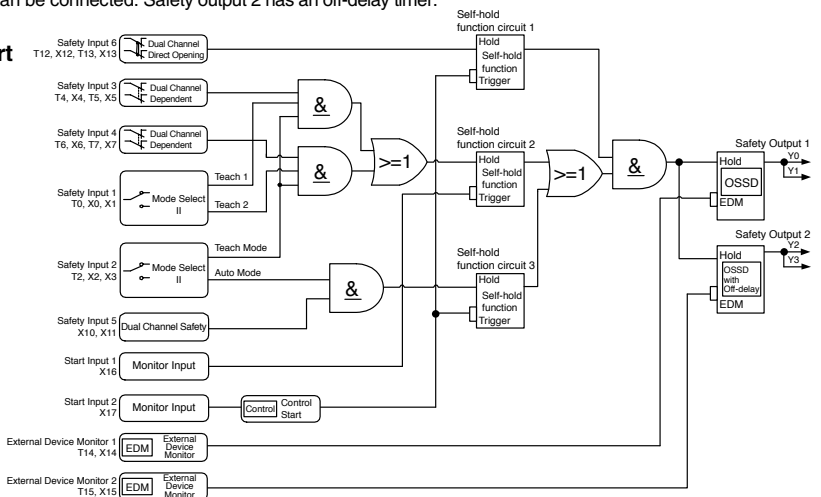 can be connected. Safety output 2 has an off-delay timer.
rt
Self-hold
function circuit 1
Hold
Self-hold
function
Trigger
Safety Input 6
T12, X12, T13, X13
Dual Channel
Direct Opening
Safety Input 3
T4, X4, T5, X5
Dual Channel
Dependent
Safety Input 4
T6, X6, T7, X7
Dual Channel
Dependent
Safety Input 1
T0, X0, X1
Mode Select
II
Teach 1
Teach 2
Safety Input 2
T2, X2, X3
Mode Select
II
Teach Mode
Auto Mode
Safety Input 5
X10, X11
Dual Channel Safety
Start Input 1
X16
Monitor Input
Start Input 2
X17
Monitor Input
Control
Control
Start
External Device Monitor 1
T14, X14
EDM
External
Device
Monitor
External Device Monitor 2
T15, X15
EDM
External
Device
Monitor
&
&
>=1
&
Self-hold
function circuit 2
Hold
Self-hold
function
Trigger
Self-hold
function circuit 3
Hold
Self-hold
function
Trigger
>=1
&
Safety Output 1
Hold
OSSD
EDM
Y0
Y1
Safety Output 2
Hold
OSSD
with
Off-delay
EDM
Y2
Y3